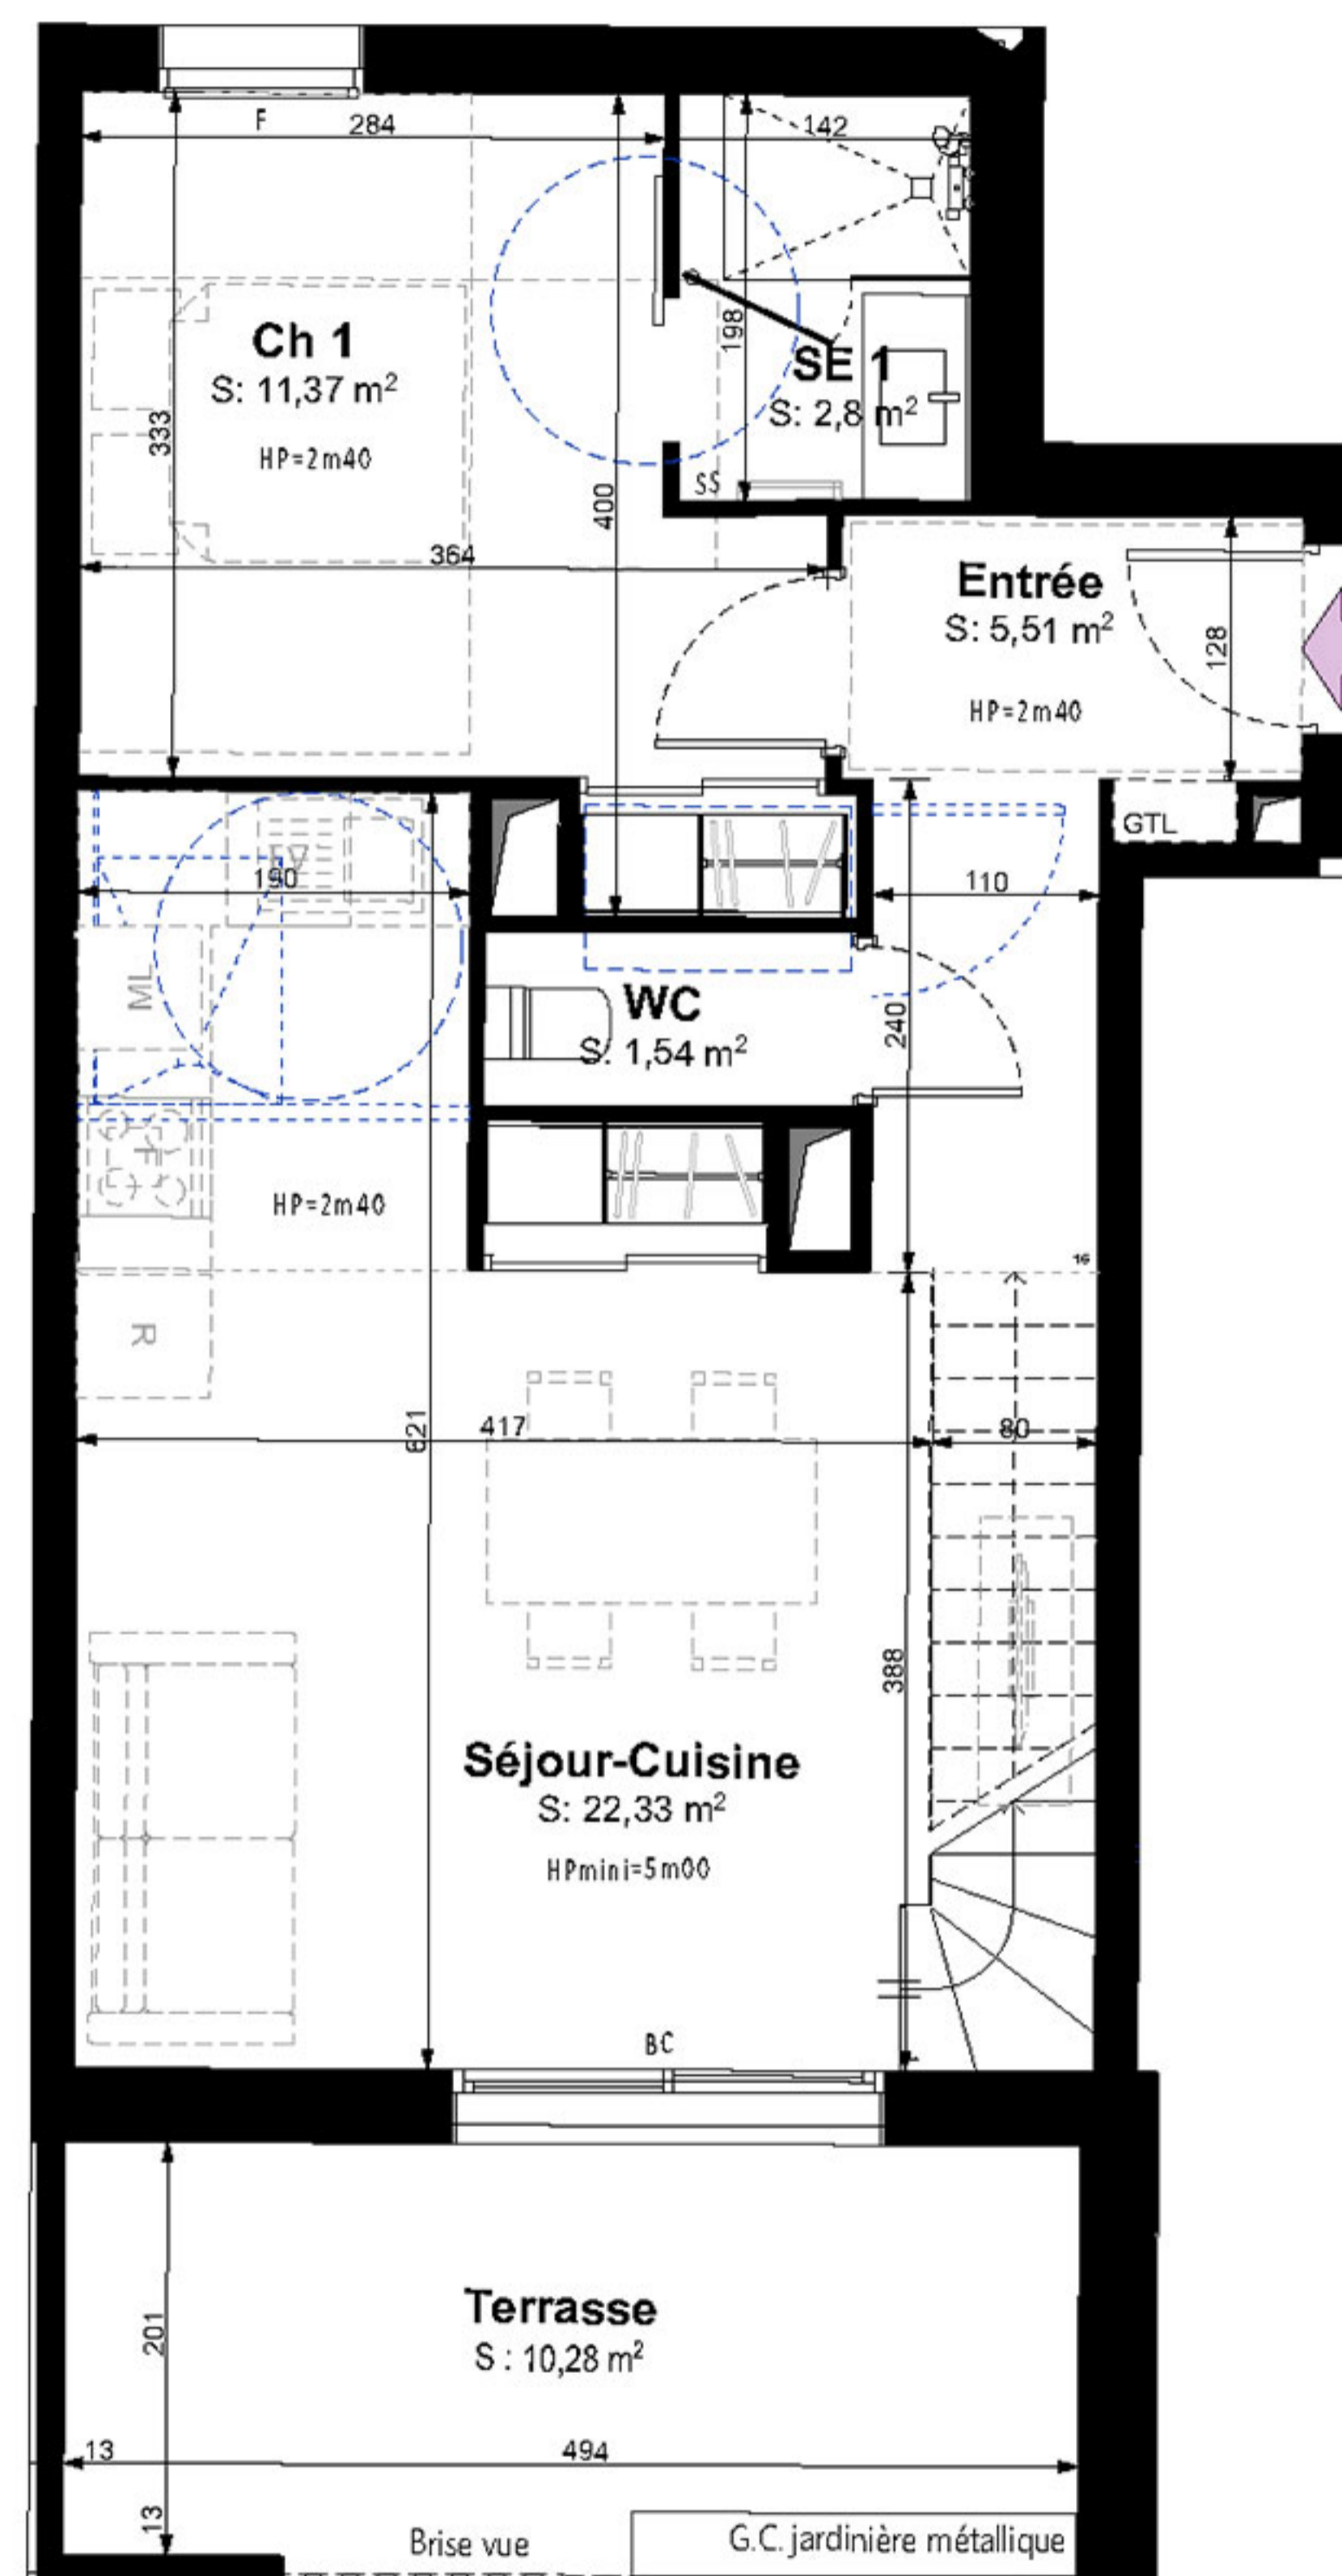 F
284
142
Ch 1
S: 11,37 m²
HP=2m40
333
198
SE 1
S: 2,8 m²
400
SS
364
Entrée
S: 5,51 m²
HP=2m40
128
GTL
190
LV
110
LL
WC
S: 1,54 m²
240
HP=2m40
16
R
621
417
80
388
Séjour-Cuisine
S: 22,33 m²
HPmini=5m00
BC
201
Terrasse
S : 10,28 m²
13
494
13
Brise vue
G.C. jardinière métallique